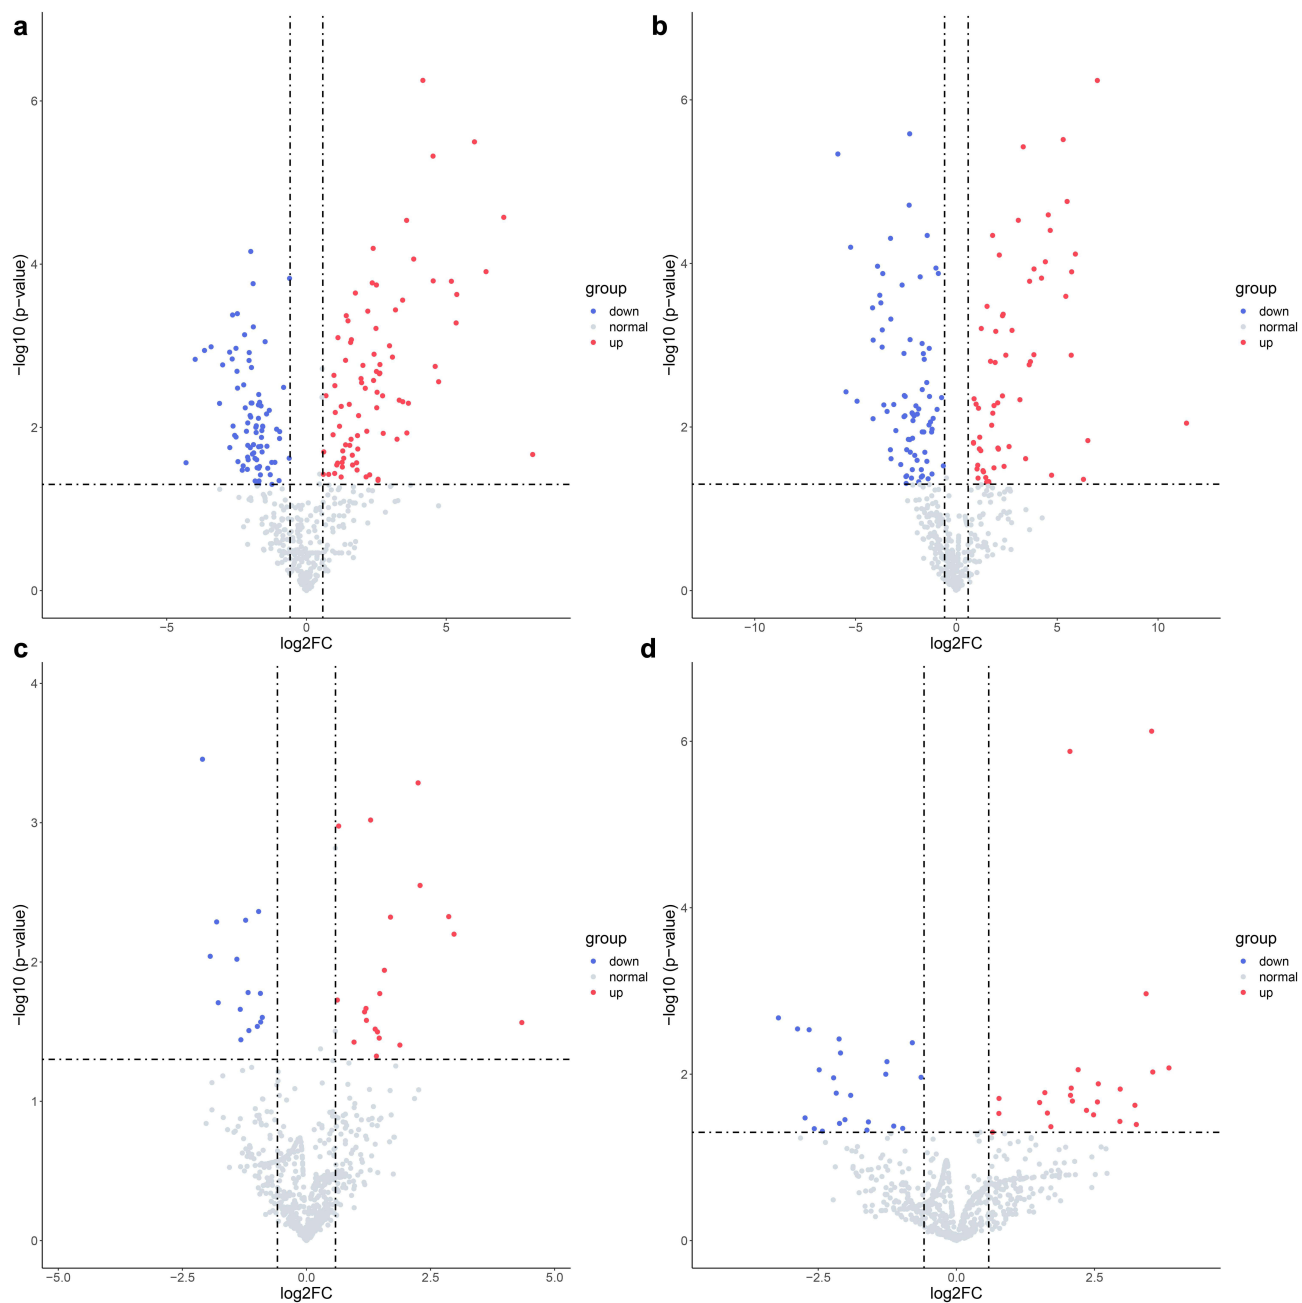 a
6
4
2
0
−log10 (p−value)
−5
0
5
log2FC
group
down
normal
up
b
6
4
2
0
−log10 (p−value)
−10
−5
0
5
10
log2FC
group
down
normal
up
c
4
3
2
1
0
−log10 (p−value)
−5.0
−2.5
0.0
2.5
5.0
log2FC
group
down
normal
up
d
6
4
2
0
−log10 (p−value)
−2.5
0.0
2.5
log2FC
group
down
normal
up